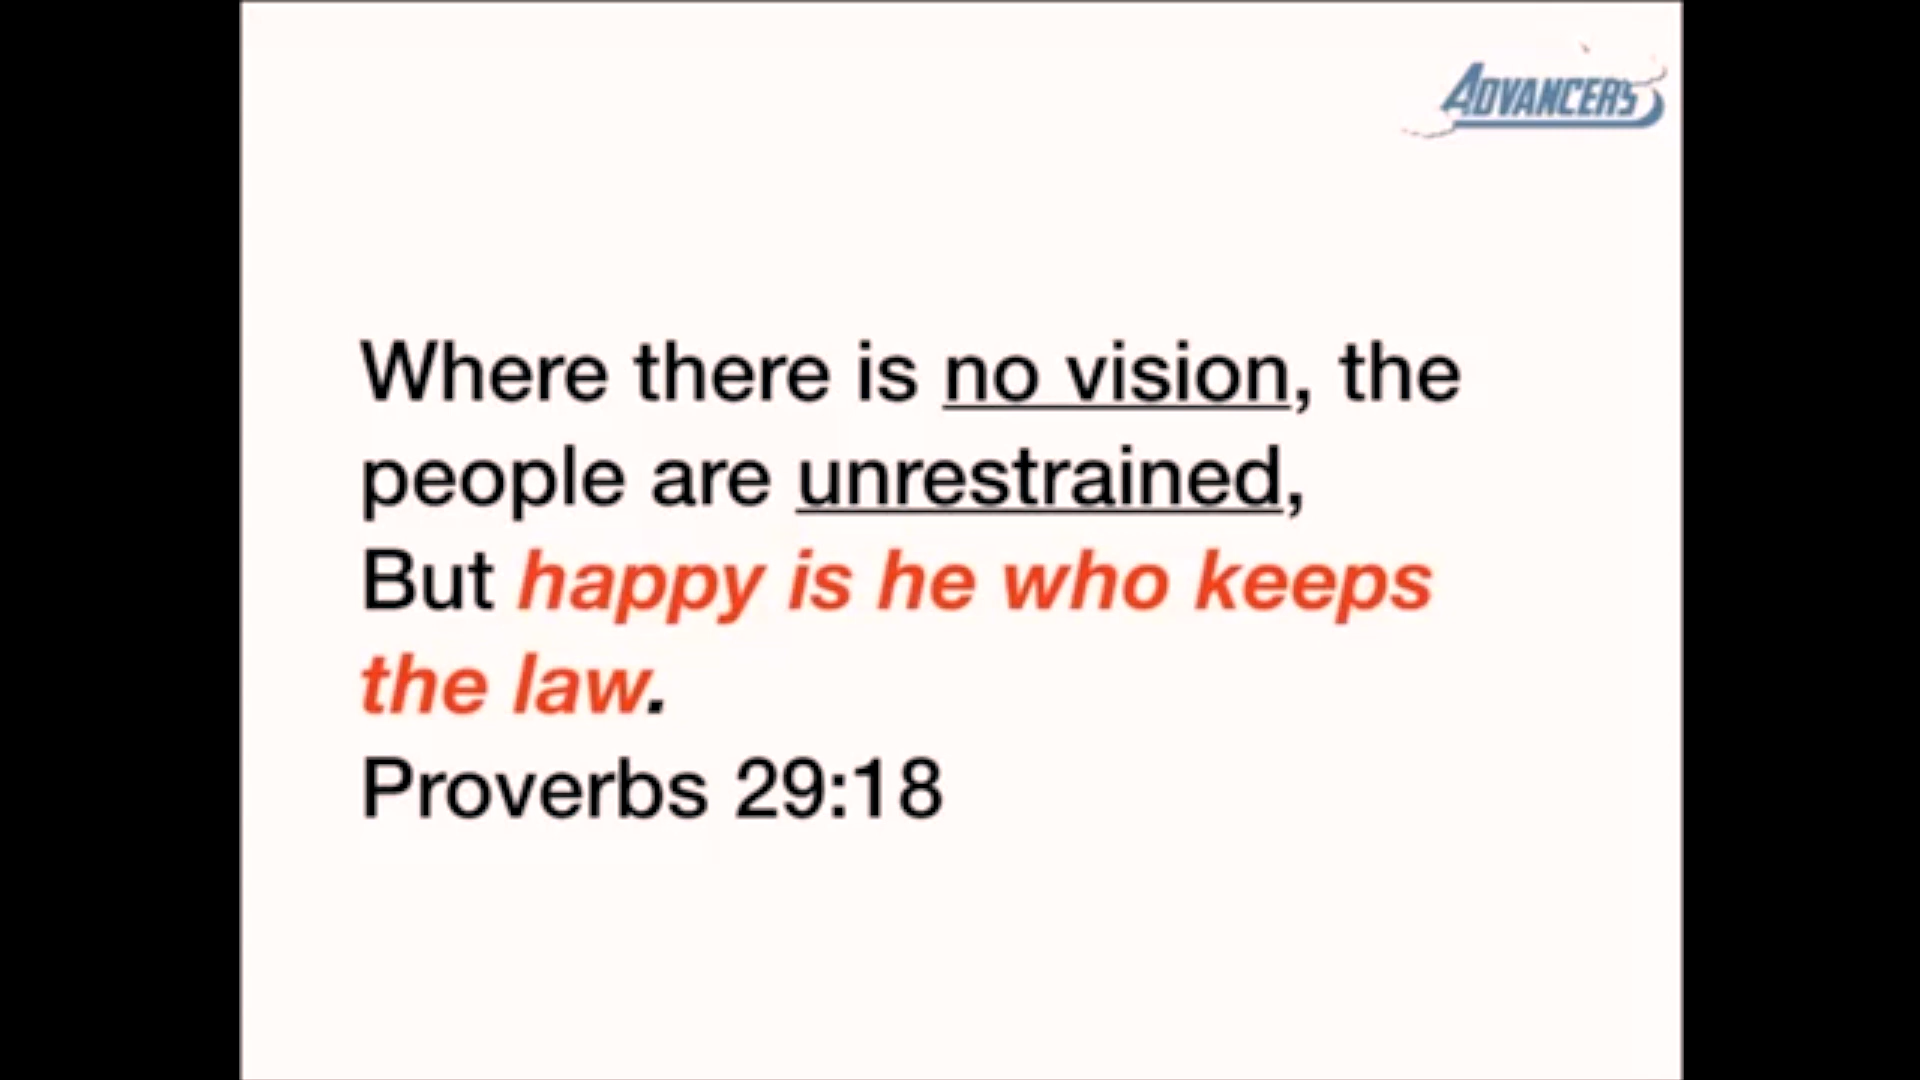 ADVANCERS
Where there is no vision, the
people are unrestrained,
But happy is he who keeps
the law.
Proverbs 29:18